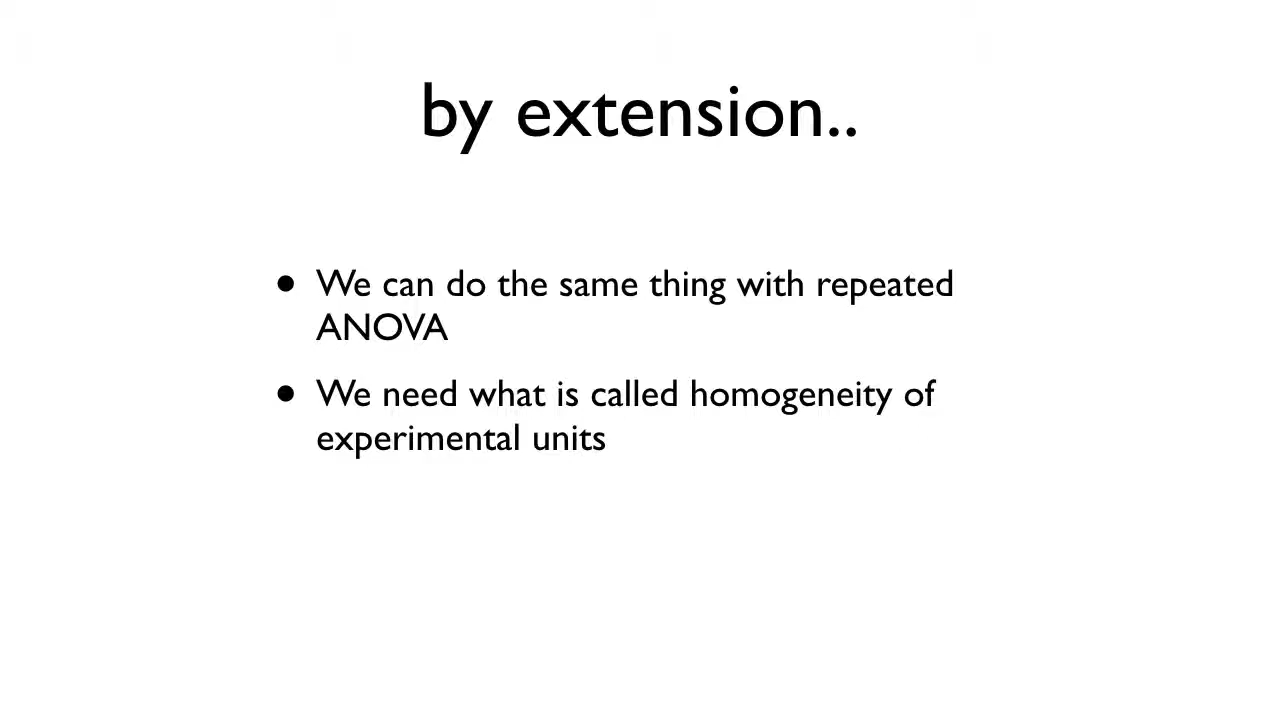 by extension..
• We can do the same thing with repeated
ANOVA
• We need what is called homogeneity of
experimental units